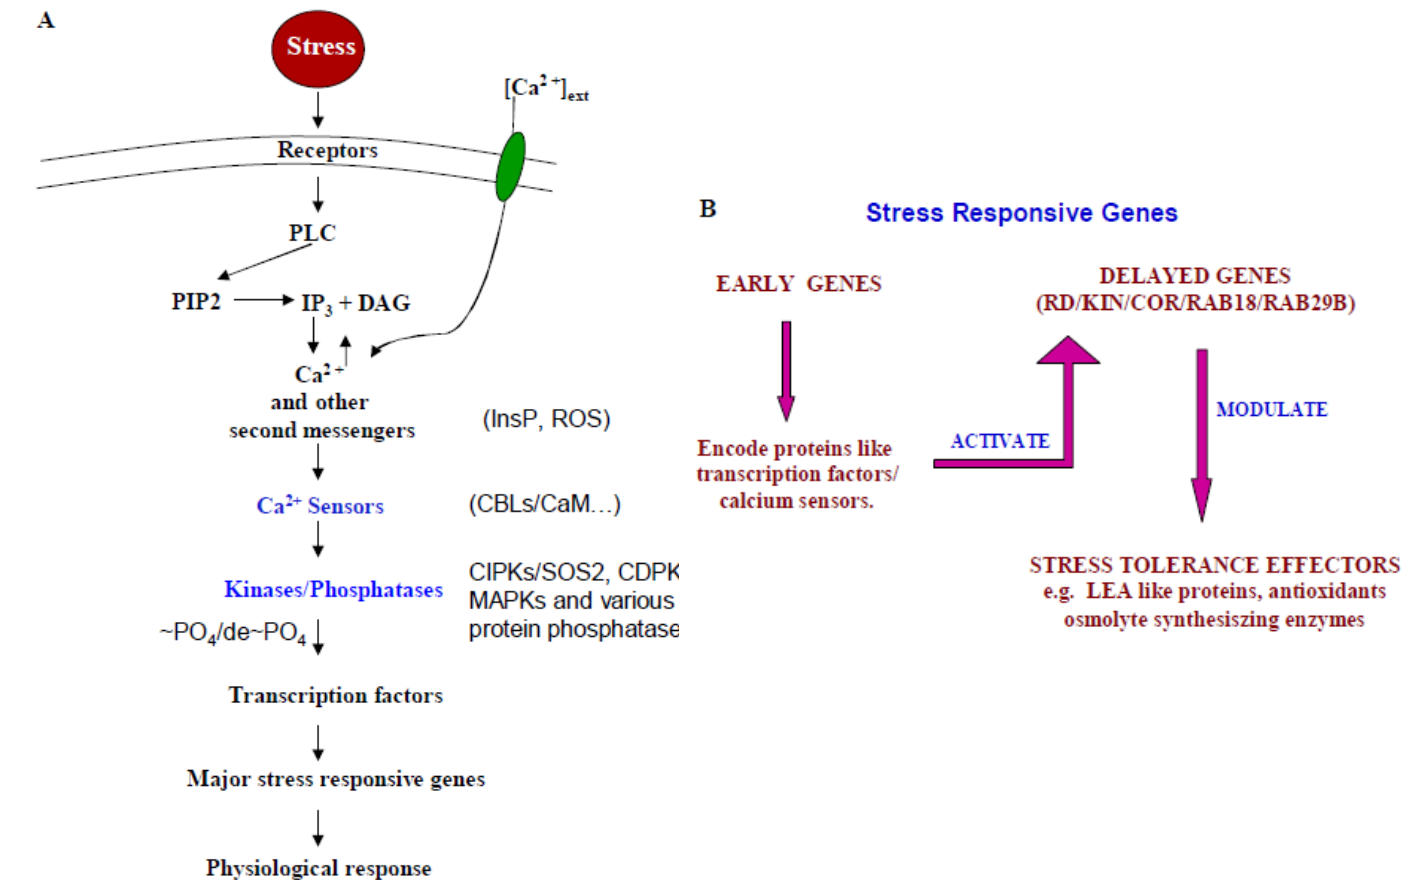 A
Stress
[Ca²⁺]ext
Receptors
PLC
PIP2
IP₃ + DAG
Ca²⁺
and other
second messengers
(InsP, ROS)
Ca²⁺ Sensors
(CBLs/CaM…)
Kinases/Phosphatases
CIPKs/SOS2, CDPK
MAPKs and various
protein phosphatase
~PO₄/de~PO₄
Transcription factors
Major stress responsive genes
Physiological response
B
Stress Responsive Genes
EARLY GENES
DELAYED GENES
(RD/KIN/COR/RAB18/RAB29B)
Encode proteins like
transcription factors/
calcium sensors.
ACTIVATE
MODULATE
STRESS TOLERANCE EFFECTORS
e.g. LEA like proteins, antioxidants
osmolyte synthesiszing enzymes